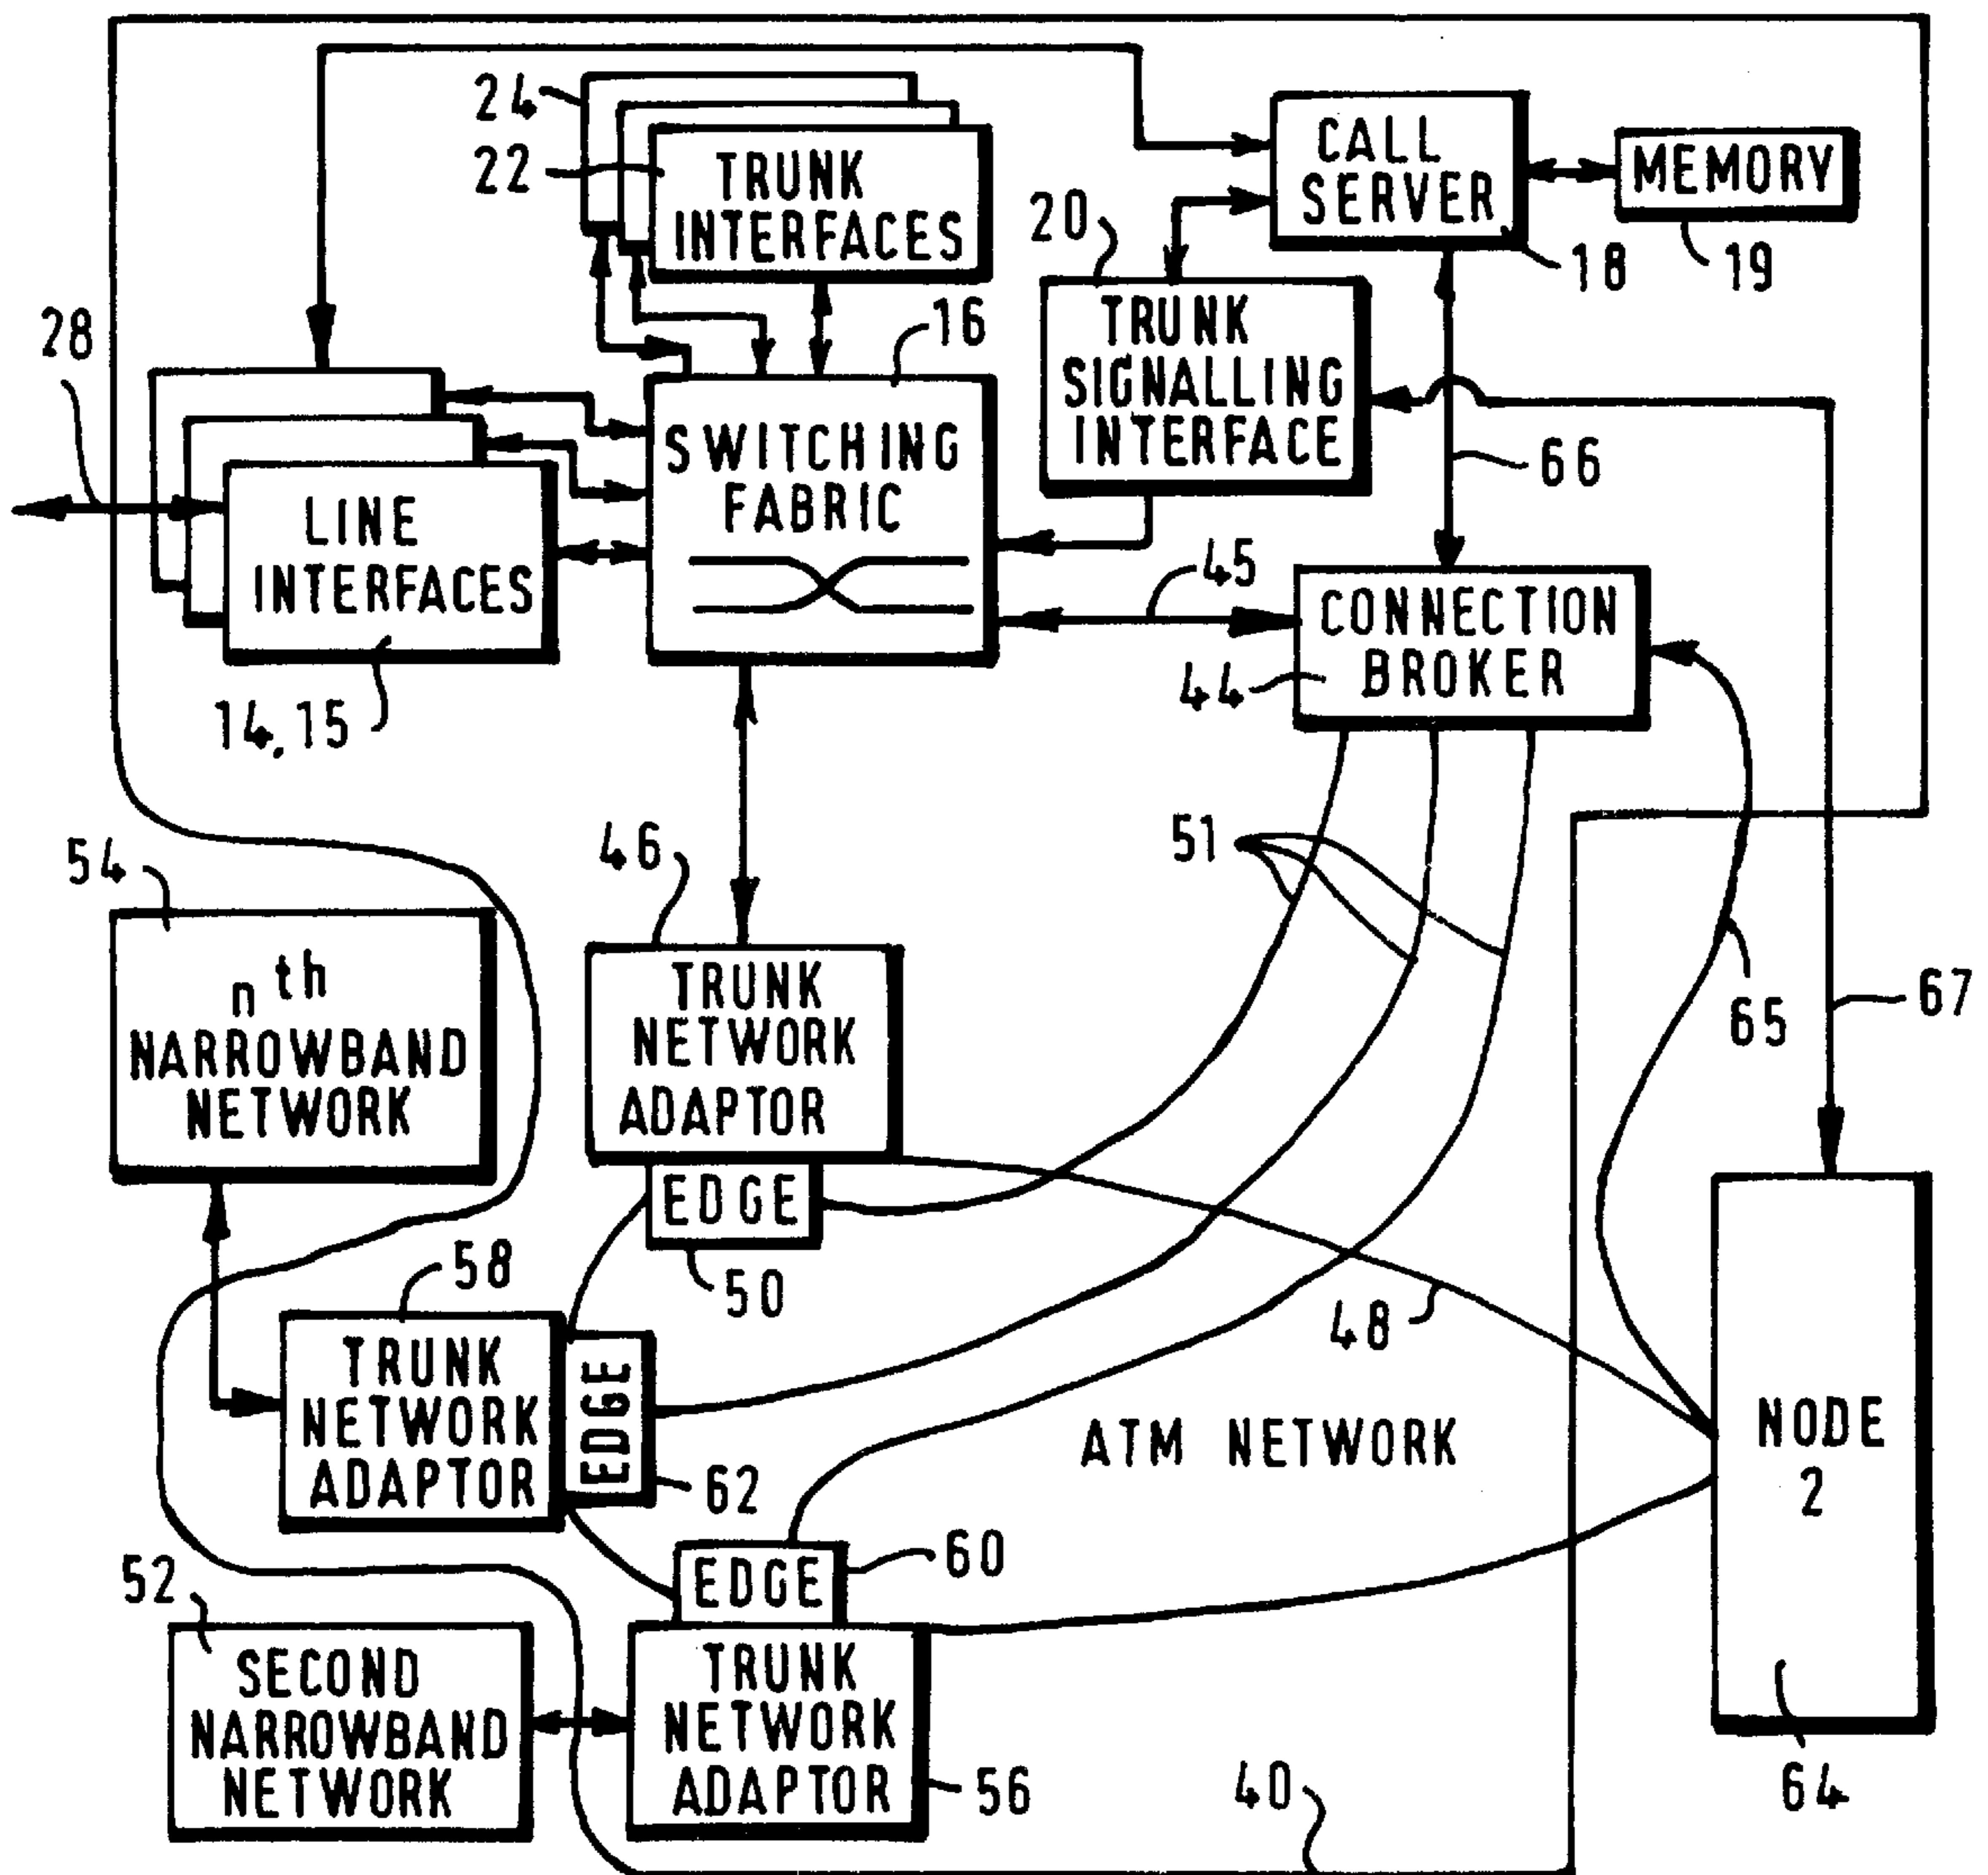 24
22
TRUNK
INTERFACES
CALL
SERVER
MEMORY
20
18
19
28
16
TRUNK
SIGNALLING
INTERFACE
SWITCHING
FABRIC
66
LINE
INTERFACES
45
CONNECTION
BROKER
44
14,15
54
46
51
nth
NARROWBAND
NETWORK
TRUNK
NETWORK
ADAPTOR
65
67
EDGE
50
58
48
TRUNK
NETWORK
ADAPTOR
EDGE
62
ATM NETWORK
NODE
2
52
EDGE
60
SECOND
NARROWBAND
NETWORK
TRUNK
NETWORK
ADAPTOR
56
40
64